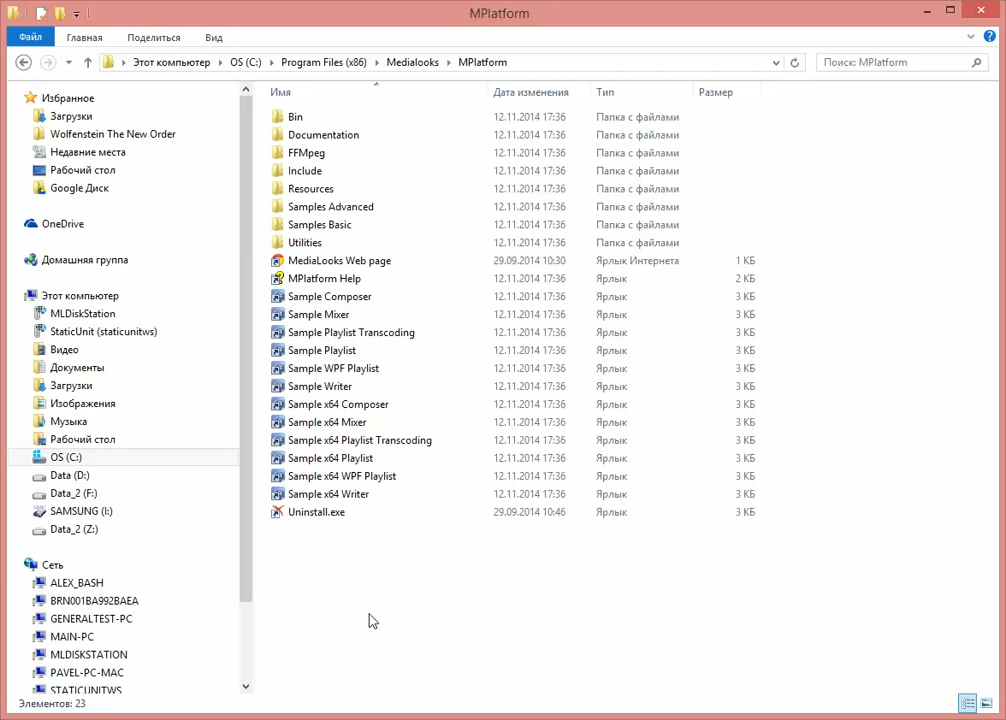 MPlatform
Файл Главная Поделиться Вид
Этот компьютер OS (C:) Program Files (x86) Medialooks MPlatform Поиск: MPlatform
Имя Дата изменения Тип Размер
Избранное
Загрузки
Wolfenstein The New Order
Недавние места
Рабочий стол
Google Диск
OneDrive
Домашняя группа
Этот компьютер
MLDiskStation
StaticUnit (staticunitws)
Видео
Документы
Загрузки
Изображения
Музыка
Рабочий стол
OS (C:)
Data (D:)
Data_2 (F:)
SAMSUNG (I:)
Data_2 (Z:)
Сеть
ALEX_BASH
BRN001BA992BAEA
GENERALTEST-PC
MAIN-PC
MLDISKSTATION
PAVEL-PC-MAC
STATICUNITWS
Bin 12.11.2014 17:36 Папка с файлами
Documentation 12.11.2014 17:36 Папка с файлами
FFMpeg 12.11.2014 17:36 Папка с файлами
Include 12.11.2014 17:36 Папка с файлами
Resources 12.11.2014 17:36 Папка с файлами
Samples Advanced 12.11.2014 17:36 Папка с файлами
Samples Basic 12.11.2014 17:36 Папка с файлами
Utilities 12.11.2014 17:36 Папка с файлами
MediaLooks Web page 29.09.2014 10:30 Ярлык Интернета 1 КБ
MPlatform Help 12.11.2014 17:36 Ярлык 2 КБ
Sample Composer 12.11.2014 17:36 Ярлык 3 КБ
Sample Mixer 12.11.2014 17:36 Ярлык 3 КБ
Sample Playlist Transcoding 12.11.2014 17:36 Ярлык 3 КБ
Sample Playlist 12.11.2014 17:36 Ярлык 3 КБ
Sample WPF Playlist 12.11.2014 17:36 Ярлык 3 КБ
Sample Writer 12.11.2014 17:36 Ярлык 3 КБ
Sample x64 Composer 12.11.2014 17:36 Ярлык 3 КБ
Sample x64 Mixer 12.11.2014 17:36 Ярлык 3 КБ
Sample x64 Playlist Transcoding 12.11.2014 17:36 Ярлык 3 КБ
Sample x64 Playlist 12.11.2014 17:36 Ярлык 3 КБ
Sample x64 WPF Playlist 12.11.2014 17:36 Ярлык 3 КБ
Sample x64 Writer 12.11.2014 17:36 Ярлык 3 КБ
Uninstall.exe 29.09.2014 10:46 Ярлык 3 КБ
Элементов: 23